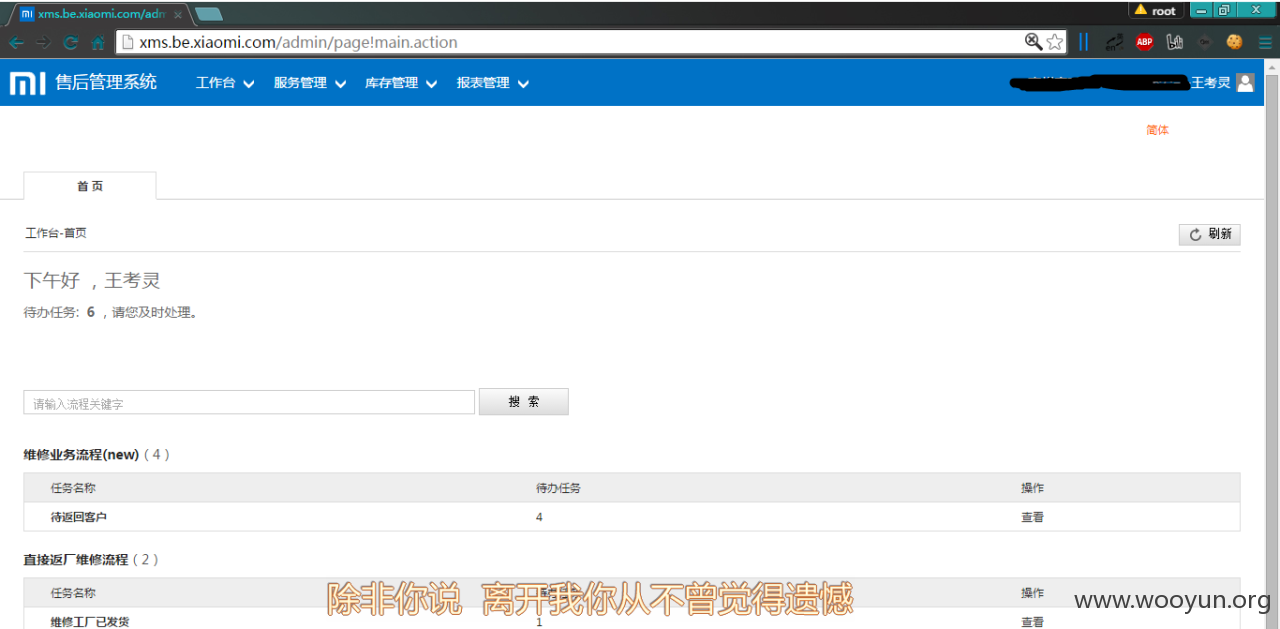 xms.be.xiaomi.com/adn
root
xms.be.xiaomi.com/admin/page!main.action
ABP
mi 售后管理系统 工作台 服务管理 库存管理 报表管理 王考灵
简体
首页
工作台-首页 刷新
下午好 ，王考灵
待办任务: 6 ，请您及时处理。
请输入流程关键字 搜 索
维修业务流程(new) ( 4 )
任务名称 待办任务 操作
待返回客户 4 查看
直接返厂维修流程 ( 2 )
任务名称 操作
除非你说 离开我你从不曾觉得遗憾
www.wooyun.org
维修工厂已发货 1 查看